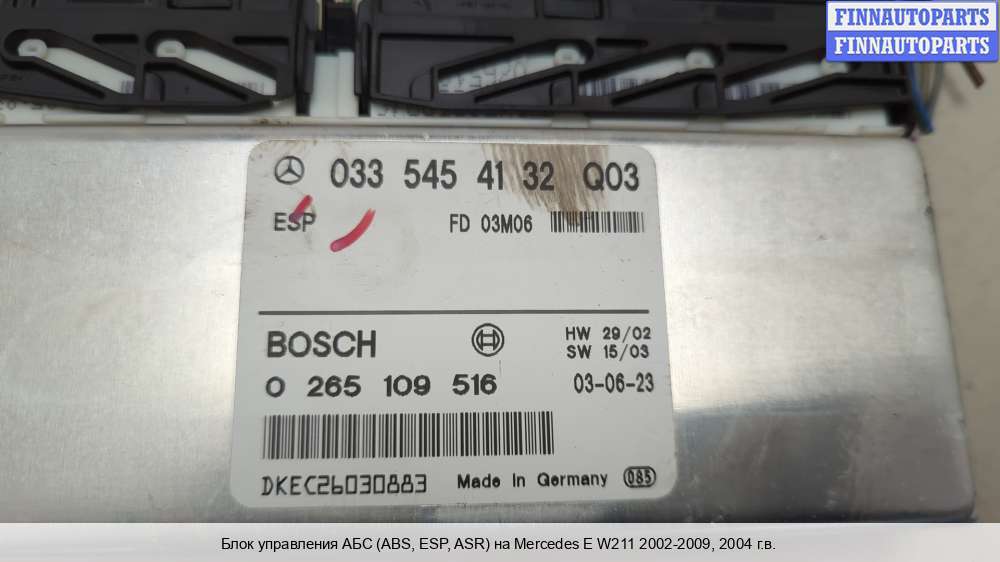 FINNAUTOPARTS
FINNAUTOPARTS
033 545 41 32 Q03
ESP FD 03M06
BOSCH HW 29/02
SW 15/03
0 265 109 516 03-06-23
DKEC26030883 Made in Germany 085
Блок управления АБС (ABS, ESP, ASR) на Mercedes E W211 2002-2009, 2004 г.в.